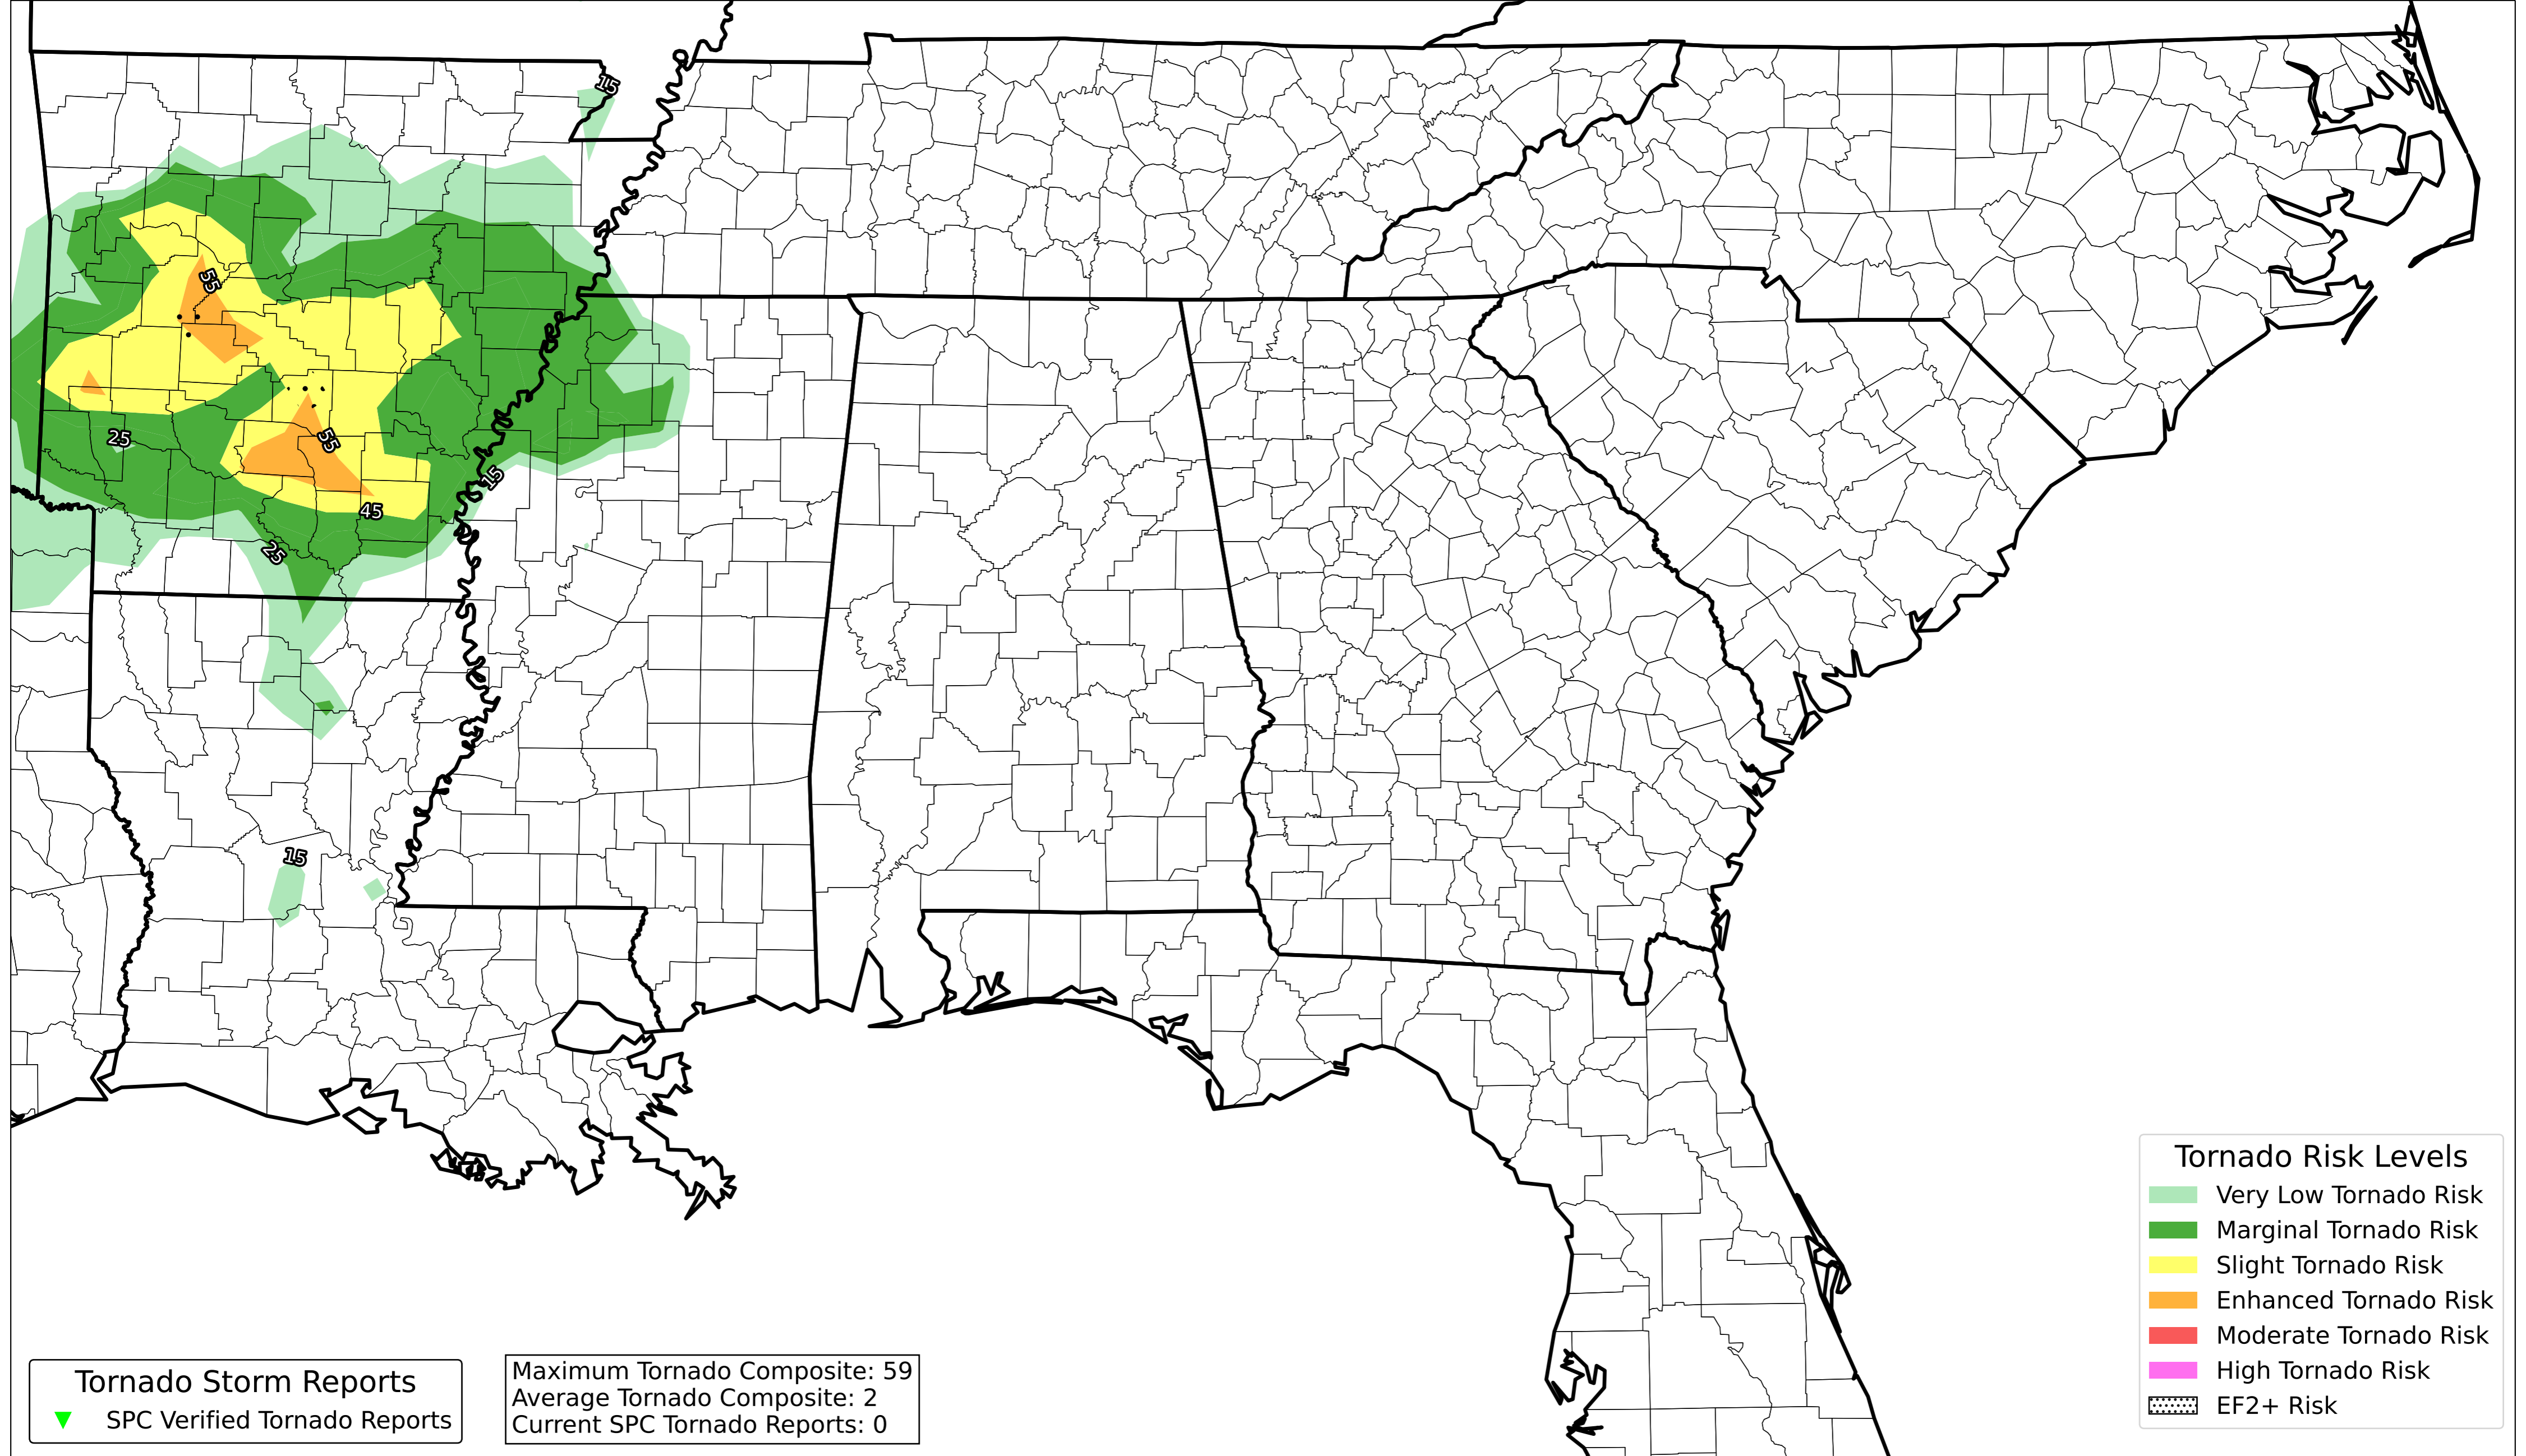 15
55
25
55
15
45
25
15
Tornado Risk Levels
Very Low Tornado Risk
Marginal Tornado Risk
Slight Tornado Risk
Enhanced Tornado Risk
Moderate Tornado Risk
High Tornado Risk
EF2+ Risk
Tornado Storm Reports
SPC Verified Tornado Reports
Maximum Tornado Composite: 59
Average Tornado Composite: 2
Current SPC Tornado Reports: 0